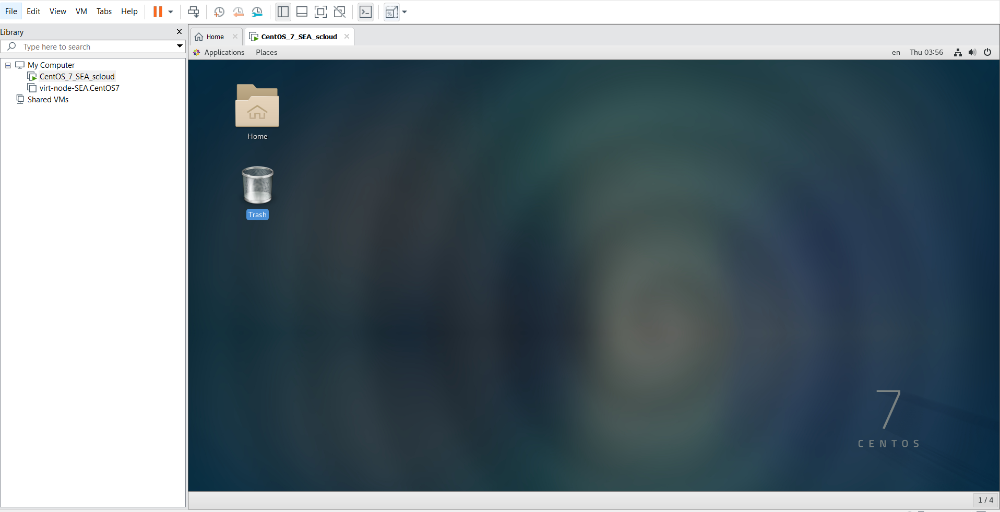 File Edit View VM Tabs Help
Library
Type here to search
My Computer
CentOS_7_SEA_scloud
virt-node-SEA.CentOS7
Shared VMs
Home CentOS_7_SEA_scloud
Applications Places en Thu 03:56
Home
Trash
7
CENTOS
1 / 4